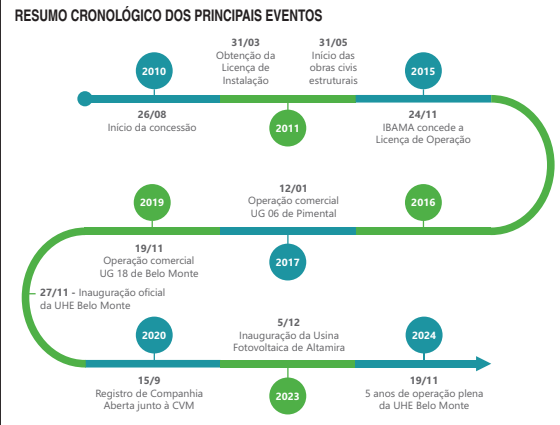 RESUMO CRONOLÓGICO DOS PRINCIPAIS EVENTOS
2010
26/08
Início da concessão
31/03
Obtenção da
Licença de
Instalação
31/05
Início das
obras civis
estruturais
2011
2015
24/11
IBAMA concede a
Licença de Operação
2016
12/01
Operação comercial
UG 06 de Pimental
2017
2019
19/11
Operação comercial
UG 18 de Belo Monte
27/11 - Inauguração oficial
da UHE Belo Monte
2020
15/9
Registro de Companhia
Aberta junto à CVM
5/12
Inauguração da Usina
Fotovoltaica de Altamira
2023
2024
19/11
5 anos de operação plena
da UHE Belo Monte